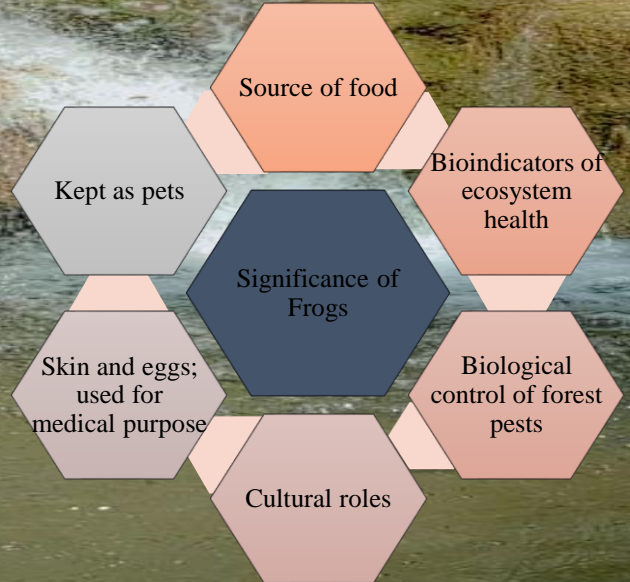 Source of food
Bioindicators of
ecosystem
health
Kept as pets
Significance of
Frogs
Skin and eggs;
used for
medical purpose
Biological
control of forest
pests
Cultural roles